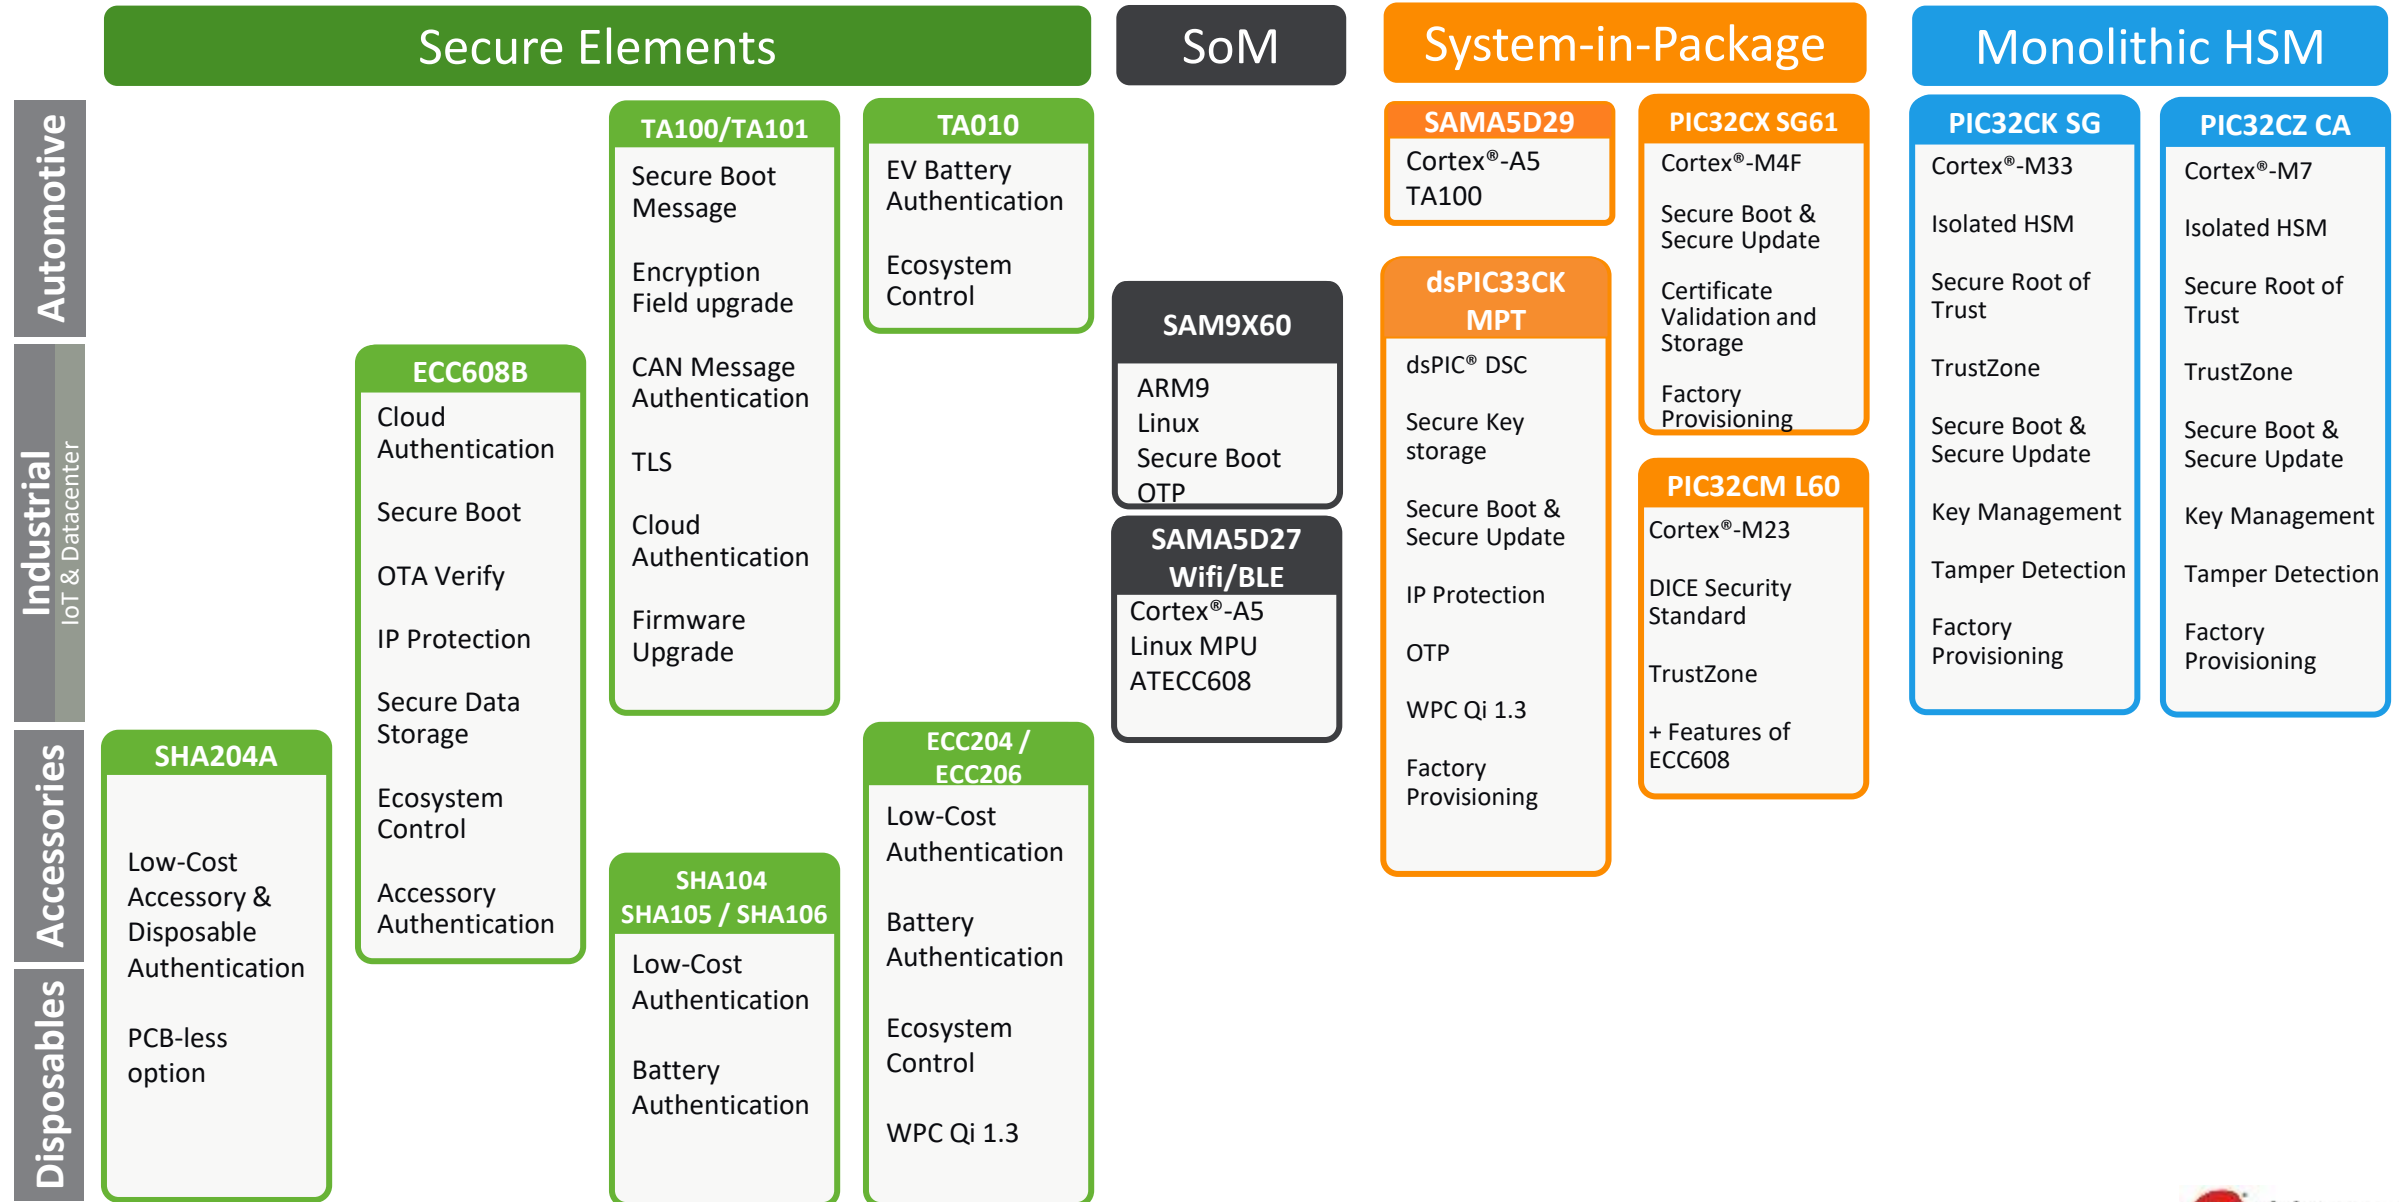 Secure Elements
SoM
System-in-Package
Monolithic HSM
Automotive
Industrial
IoT & Datacenter
Accessories
Disposables
SHA204A
Low-Cost
Accessory &
Disposable
Authentication
PCB-less
option
ECC608B
Cloud
Authentication
Secure Boot
OTA Verify
IP Protection
Secure Data
Storage
Ecosystem
Control
Accessory
Authentication
TA100/TA101
Secure Boot
Message
Encryption
Field upgrade
CAN Message
Authentication
TLS
Cloud
Authentication
Firmware
Upgrade
SHA104
SHA105 / SHA106
Low-Cost
Authentication
Battery
Authentication
TA010
EV Battery
Authentication
Ecosystem
Control
ECC204 /
ECC206
Low-Cost
Authentication
Battery
Authentication
Ecosystem
Control
WPC Qi 1.3
SAM9X60
ARM9
Linux
Secure Boot
OTP
SAMA5D27
Wifi/BLE
Cortex®-A5
Linux MPU
ATECC608
SAMA5D29
Cortex®-A5
TA100
dsPIC33CK
MPT
dsPIC® DSC
Secure Key
storage
Secure Boot &
Secure Update
IP Protection
OTP
WPC Qi 1.3
Factory
Provisioning
PIC32CX SG61
Cortex®-M4F
Secure Boot &
Secure Update
Certificate
Validation and
Storage
Factory
Provisioning
PIC32CM L60
Cortex®-M23
DICE Security
Standard
TrustZone
+ Features of
ECC608
PIC32CK SG
Cortex®-M33
Isolated HSM
Secure Root of
Trust
TrustZone
Secure Boot &
Secure Update
Key Management
Tamper Detection
Factory
Provisioning
PIC32CZ CA
Cortex®-M7
Isolated HSM
Secure Root of
Trust
TrustZone
Secure Boot &
Secure Update
Key Management
Tamper Detection
Factory
Provisioning